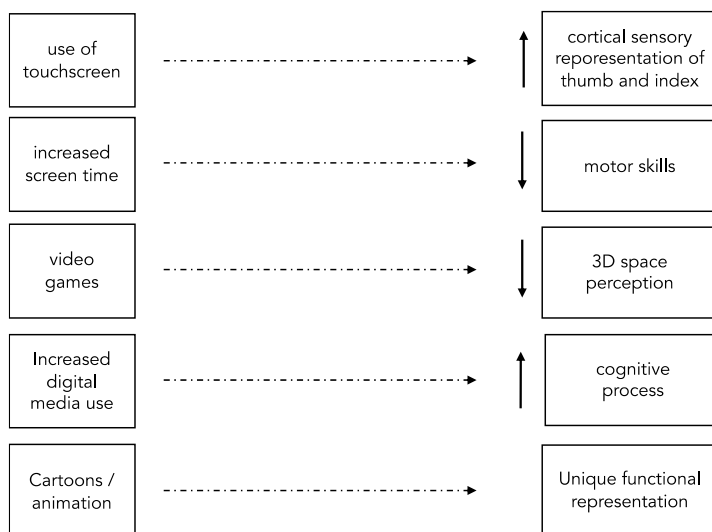 use of
touchscreen
cortical sensory
reporesentation of
thumb and index
increased
screen time
motor skills
video
games
3D space
perception
Increased
digital
media use
cognitive
process
Cartoons /
animation
Unique functional
representation